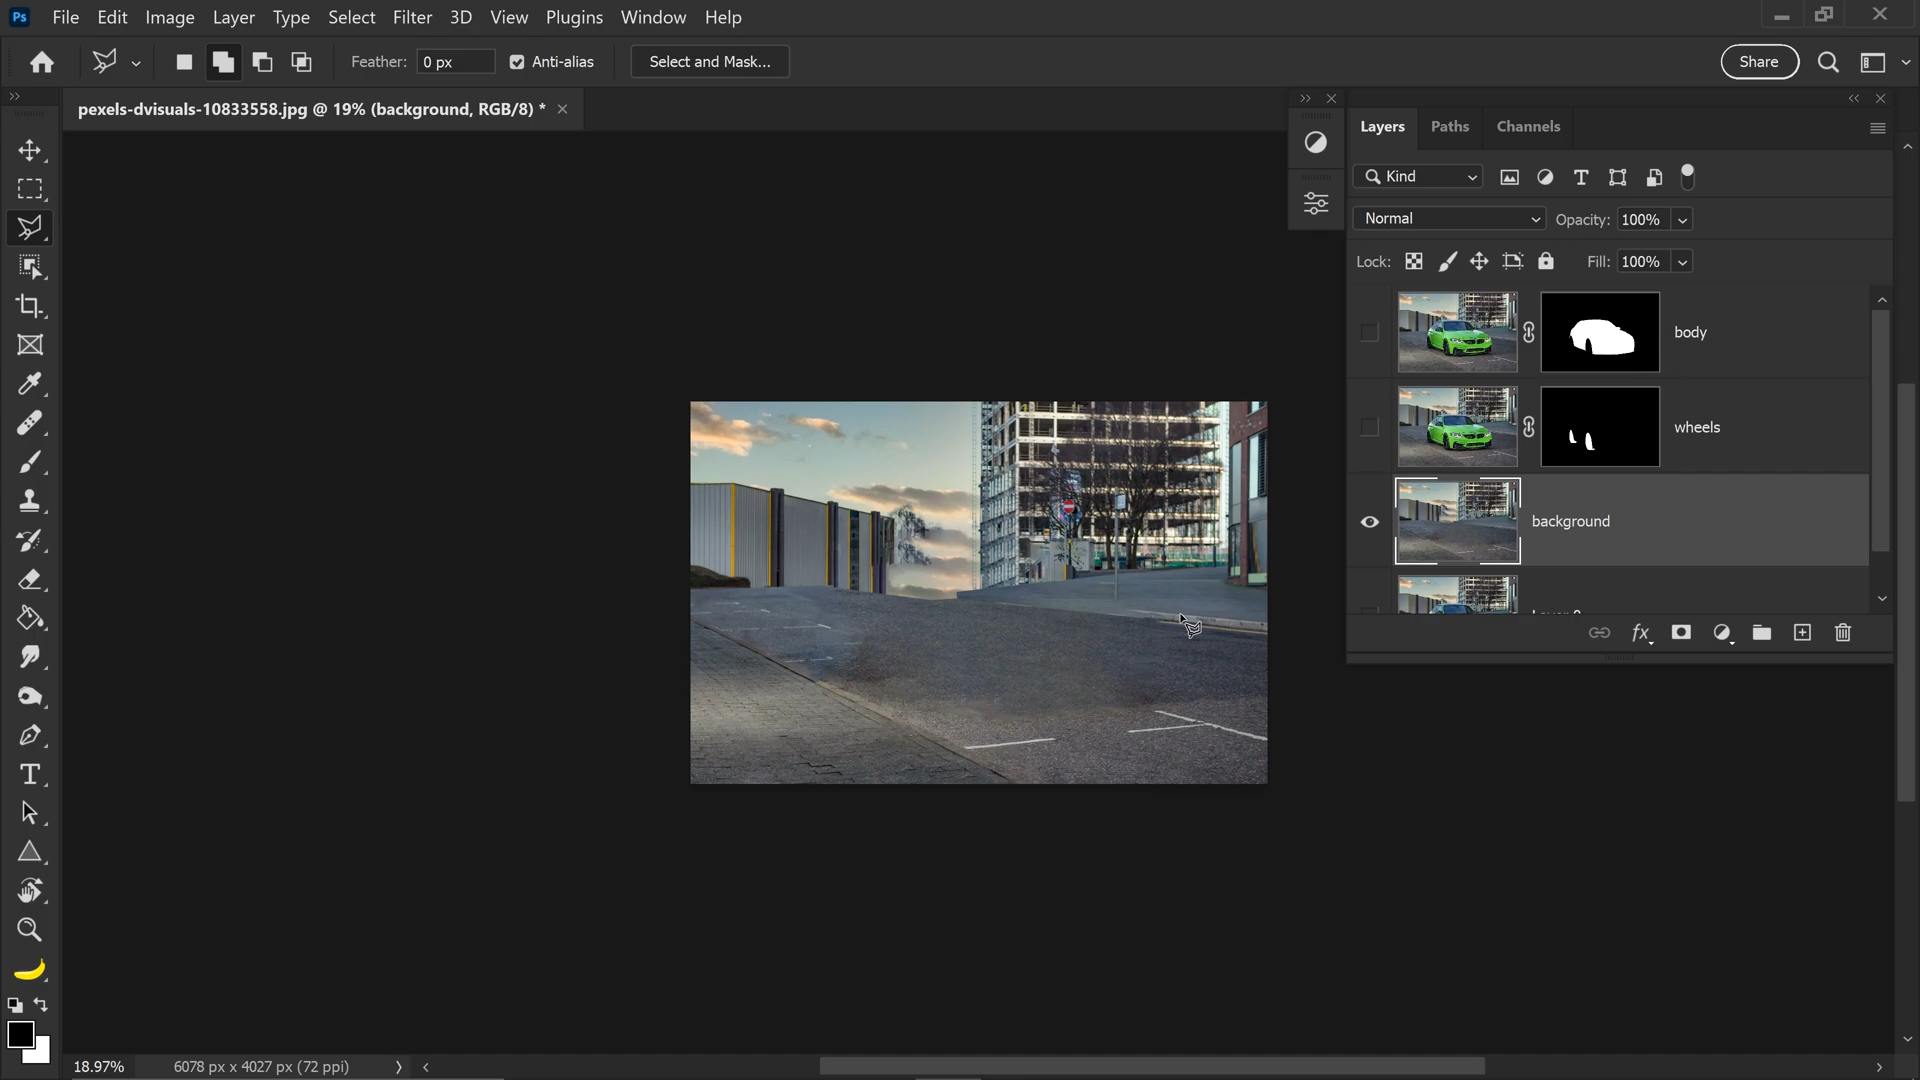 Ps File Edit Image Layer Type Select Filter 3D View Plugins Window Help
Feather: 0 px Anti-alias Select and Mask... Share
pexels-dvisuals-10833558.jpg @ 19% (background, RGB/8) *
Layers Paths Channels
Kind
Normal Opacity: 100%
Lock: Fill: 100%
body
wheels
background
18.97% 6078 px x 4027 px (72 ppi)